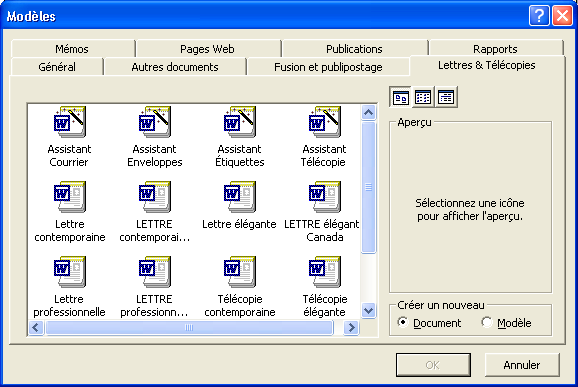 Modèles
Mémos Pages Web Publications Rapports
Général Autres documents Fusion et publipostage Lettres & Télécopies
Assistant Courrier
Assistant Enveloppes
Assistant Étiquettes
Assistant Télécopie
Lettre contemporaine
LETTRE contemporai...
Lettre élégante
LETTRE élégant Canada
Lettre professionnelle
LETTRE professionn...
Télécopie contemporaine
Télécopie élégante
Aperçu
Sélectionnez une icône
pour afficher l'aperçu.
Créer un nouveau
Document Modèle
OK Annuler